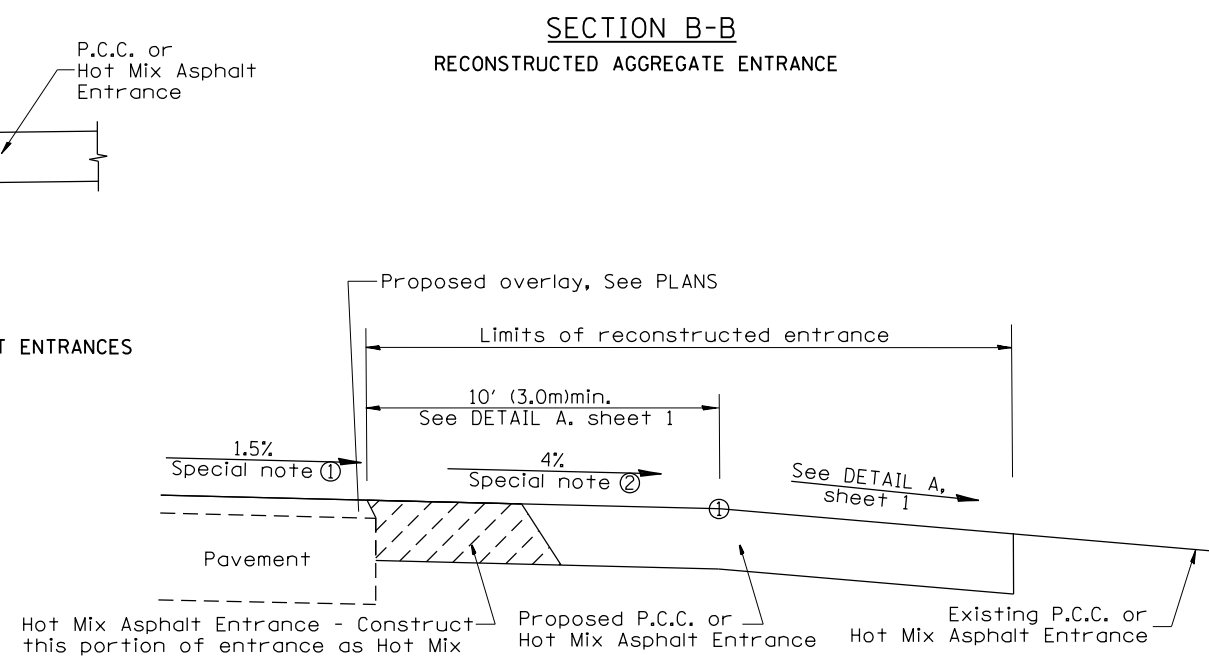 SECTION B-B
RECONSTRUCTED AGGREGATE ENTRANCE
P.C.C. or
Hot Mix Asphalt
Entrance
Proposed overlay, See PLANS
T ENTRANCES
Limits of reconstructed entrance
10' (3.0m)min.
See DETAIL A. sheet 1
1.5%
Special note ①
4%
Special note ②
See DETAIL A,
sheet 1
①
Pavement
Hot Mix Asphalt Entrance - Construct
this portion of entrance as Hot Mix
Proposed P.C.C. or
Hot Mix Asphalt Entrance
Existing P.C.C. or
Hot Mix Asphalt Entrance